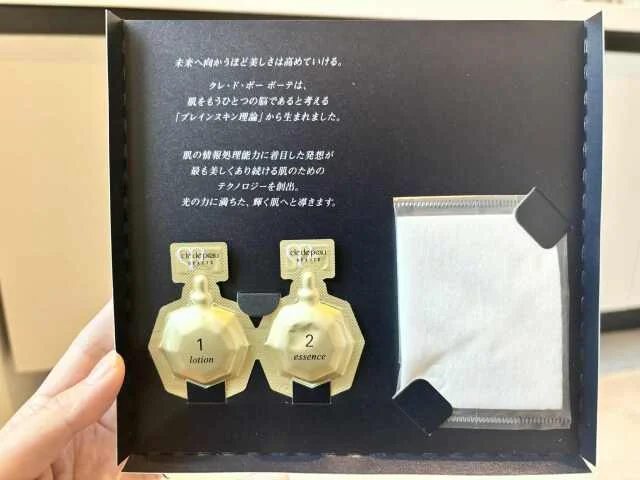 未来へ向かうほど美しさは高めていける。
クレ・ド・ポー ボーテは、
肌をもうひとつの脳であると考える
「ブレインスキン理論」から生まれました。
肌の情報処理能力に着目した発想が
最も美しくあり続ける肌のための
テクノロジーを創出。
光の力に満ちた、輝く肌へと導きます。
clé de peau
BEAUTÉ
1
lotion
clé de peau
BEAUTÉ
2
essence